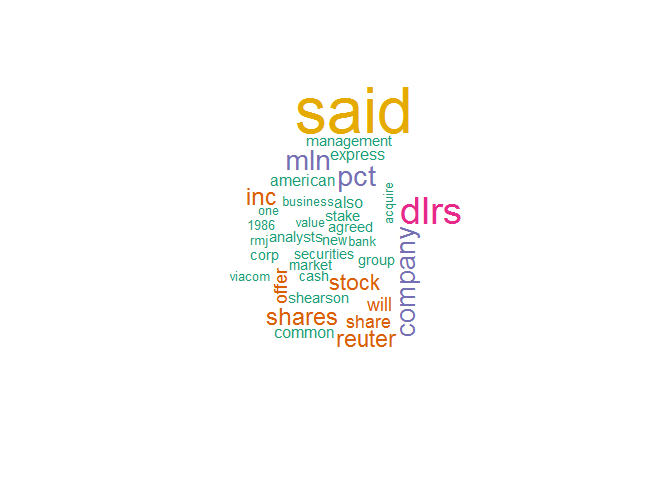 said
management
mln express
american pct
inc business also acquire
one stake dlrs
1986 value agreed
rmj analysts new bank
corp securities group company
viacom market
offer cash stock
shearson will
shares share
common reuter